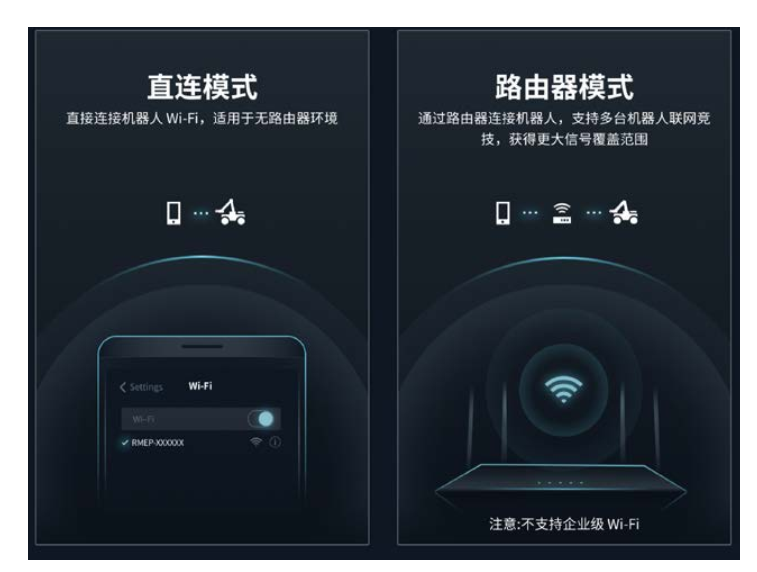 直连模式
直接连接机器人 Wi-Fi，适用于无路由器环境
Settings
Wi-Fi
Wi-Fi
RMEP-XXXXXX
路由器模式
通过路由器连接机器人，支持多台机器人联网竞
技，获得更大信号覆盖范围
注意:不支持企业级 Wi-Fi